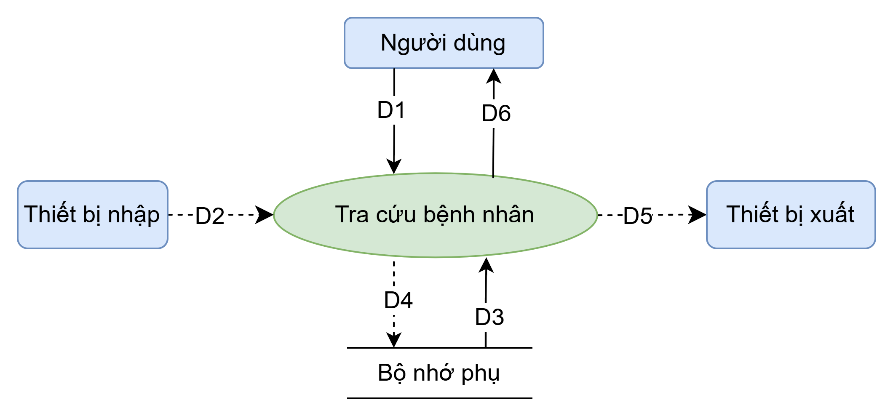 Người dùng
D1
D6
Thiết bị nhập
D2
Tra cứu bệnh nhân
D5
Thiết bị xuất
D4
D3
Bộ nhớ phụ